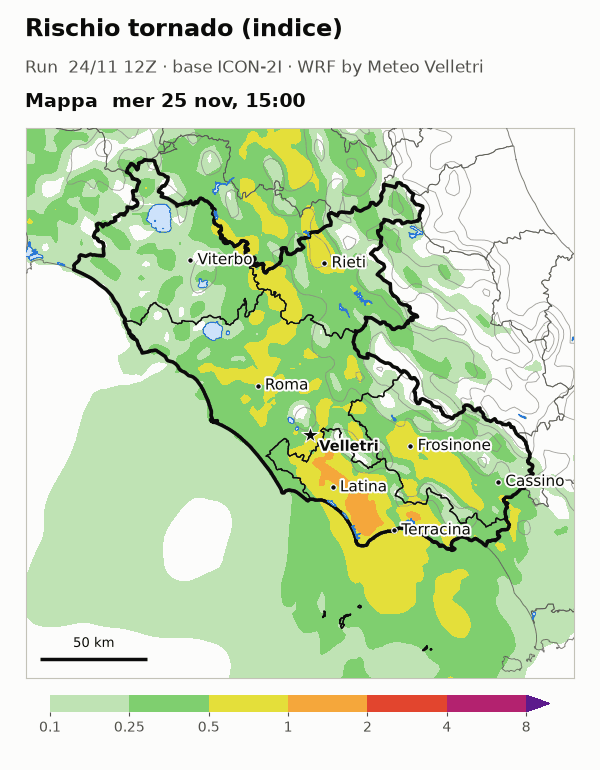 Rischio tornado (indice)
Run  24/11 12Z · base ICON-2I · WRF by Meteo Velletri
Mappa  mer 25 nov, 15:00
Viterbo
Rieti
Roma
Velletri
Frosinone
Latina
Cassino
Terracina
50 km
0.1 0.25 0.5 1 2 4 8